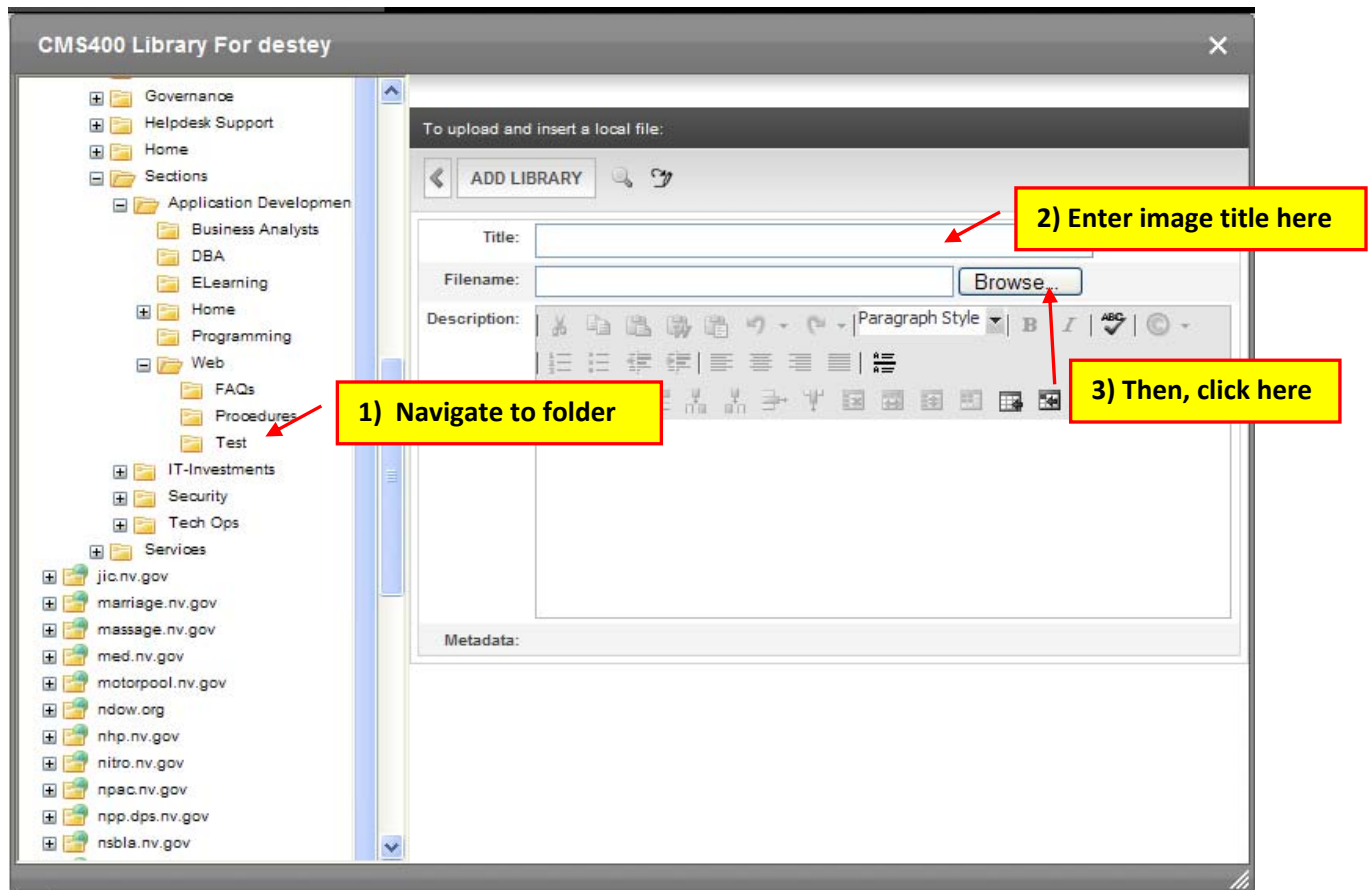 CMS400 Library For destey
Governance
Helpdesk Support
Home
Sections
Application Developmen
Business Analysts
DBA
ELearning
Home
Programming
Web
FAQs
Procedures
Test
IT-Investments
Security
Tech Ops
Services
jic.nv.gov
marriage.nv.gov
massage.nv.gov
med.nv.gov
motorpool.nv.gov
ndow.org
nhp.nv.gov
nitro.nv.gov
npac.nv.gov
npp.dps.nv.gov
nsbla.nv.gov
1) Navigate to folder
To upload and insert a local file:
ADD LIBRARY
2) Enter image title here
Title:
Filename:
Browse...
Description:
Paragraph Style
B I
ABC
3) Then, click here
Metadata: